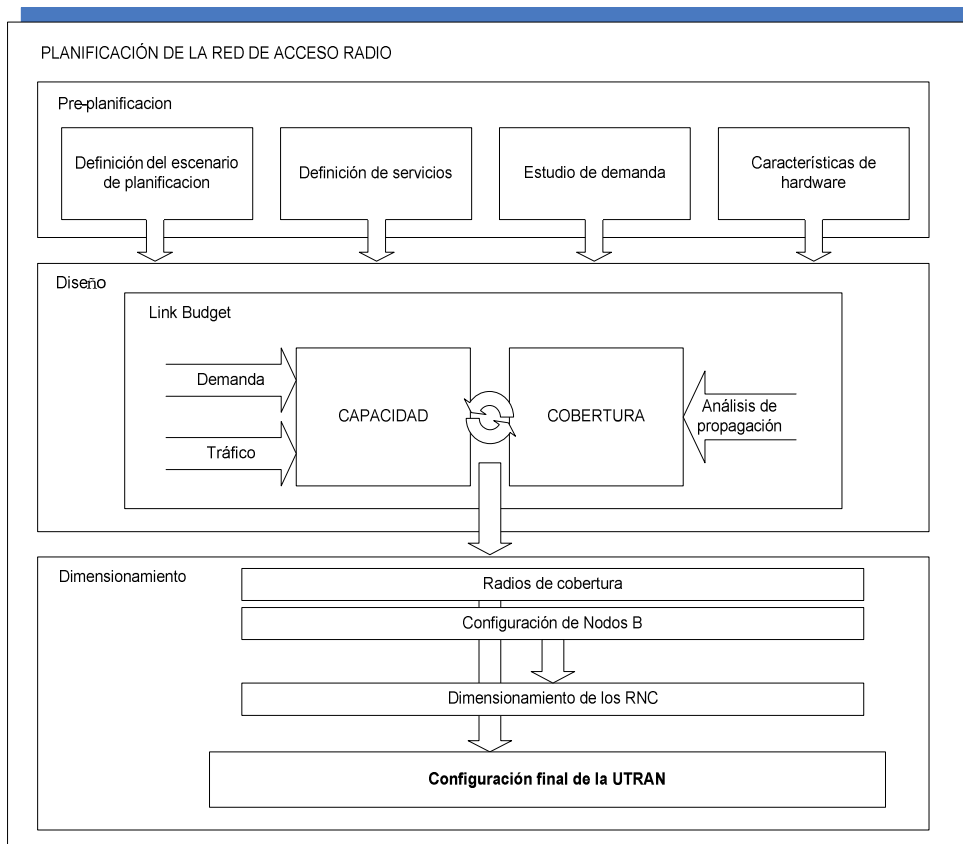 PLANIFICACIÓN DE LA RED DE ACCESO RADIO
Pre-planificacion
Definición del escenario
de planificacion
Definición de servicios
Estudio de demanda
Características de
hardware
Diseño
Link Budget
Demanda
Tráfico
CAPACIDAD
COBERTURA
Análisis de
propagación
Dimensionamiento
Radios de cobertura
Configuración de Nodos B
Dimensionamiento de los RNC
Configuración final de la UTRAN